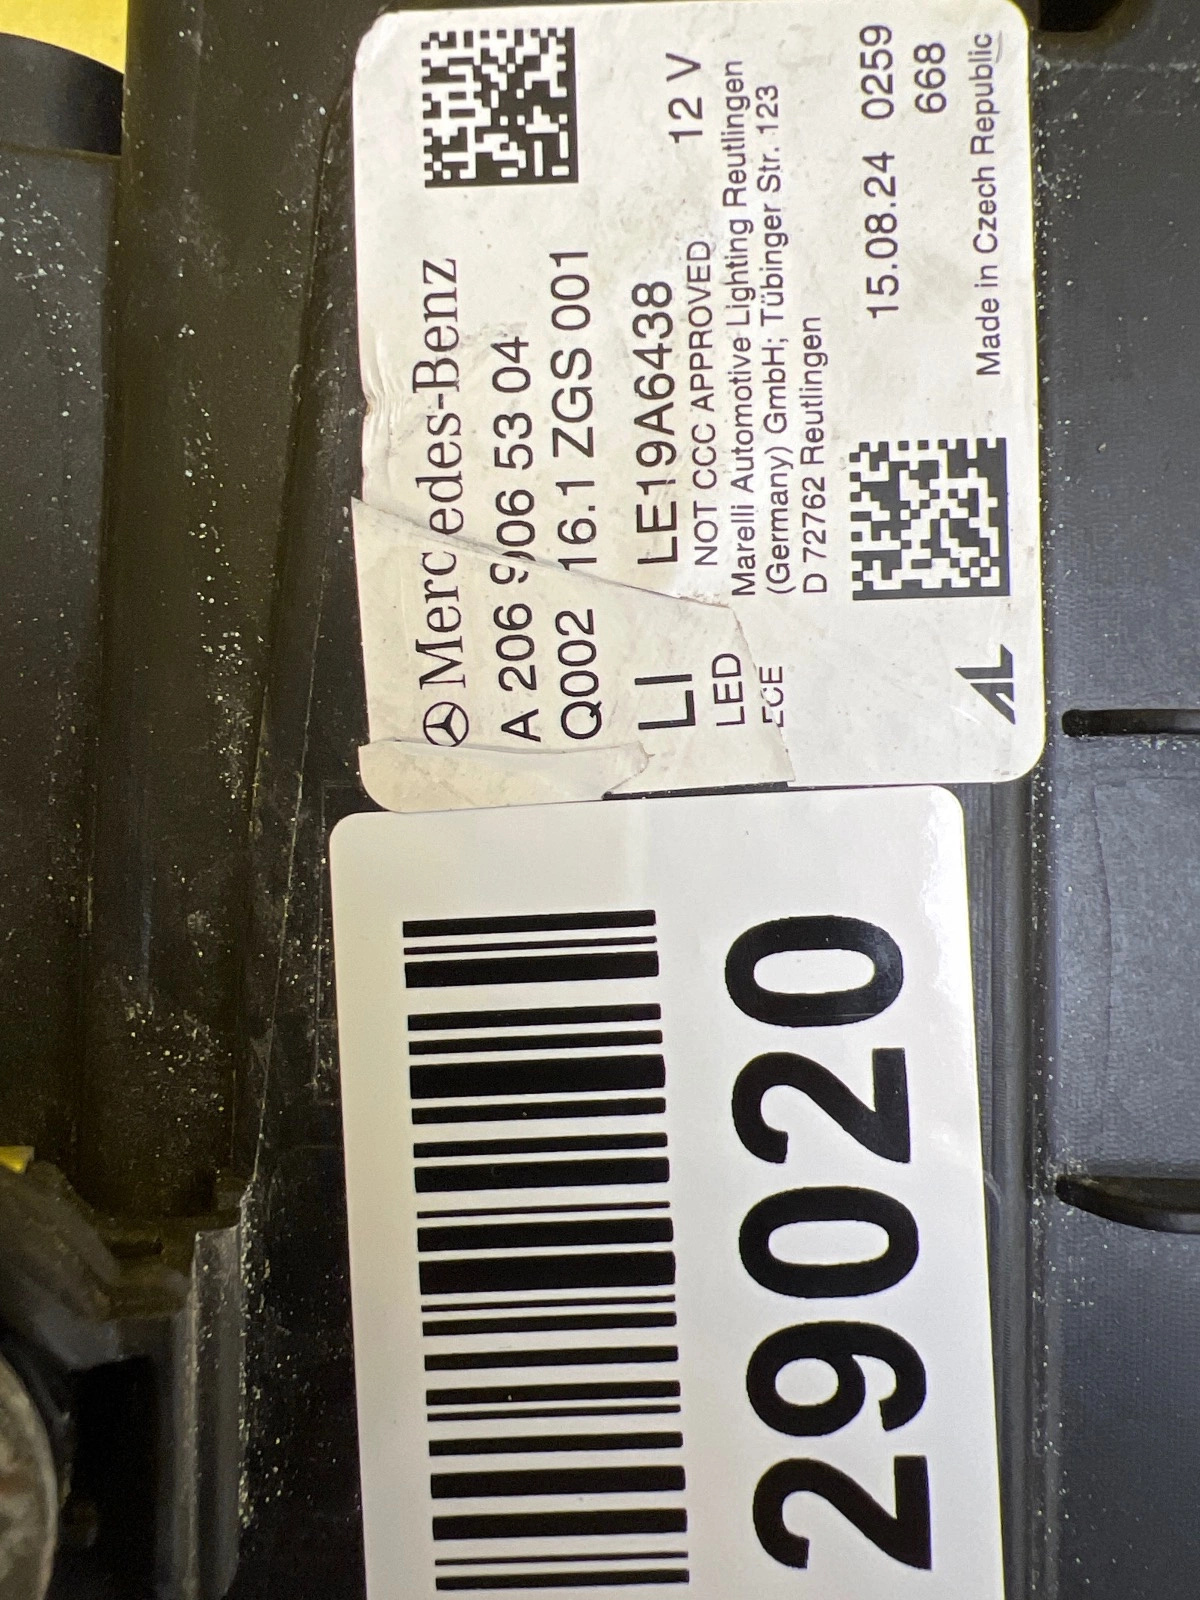 Mercedes-Benz
A 206 906 53 04
Q002 16.1 ZGS 001
LI LE19A6438 12 V
LED NOT CCC APPROVED
ECE Marelli Automotive Lighting Reutlingen
(Germany) GmbH; Tübinger Str. 123
D 72762 Reutlingen
15.08.24 0259
668
AL Made in Czech Republic
29020